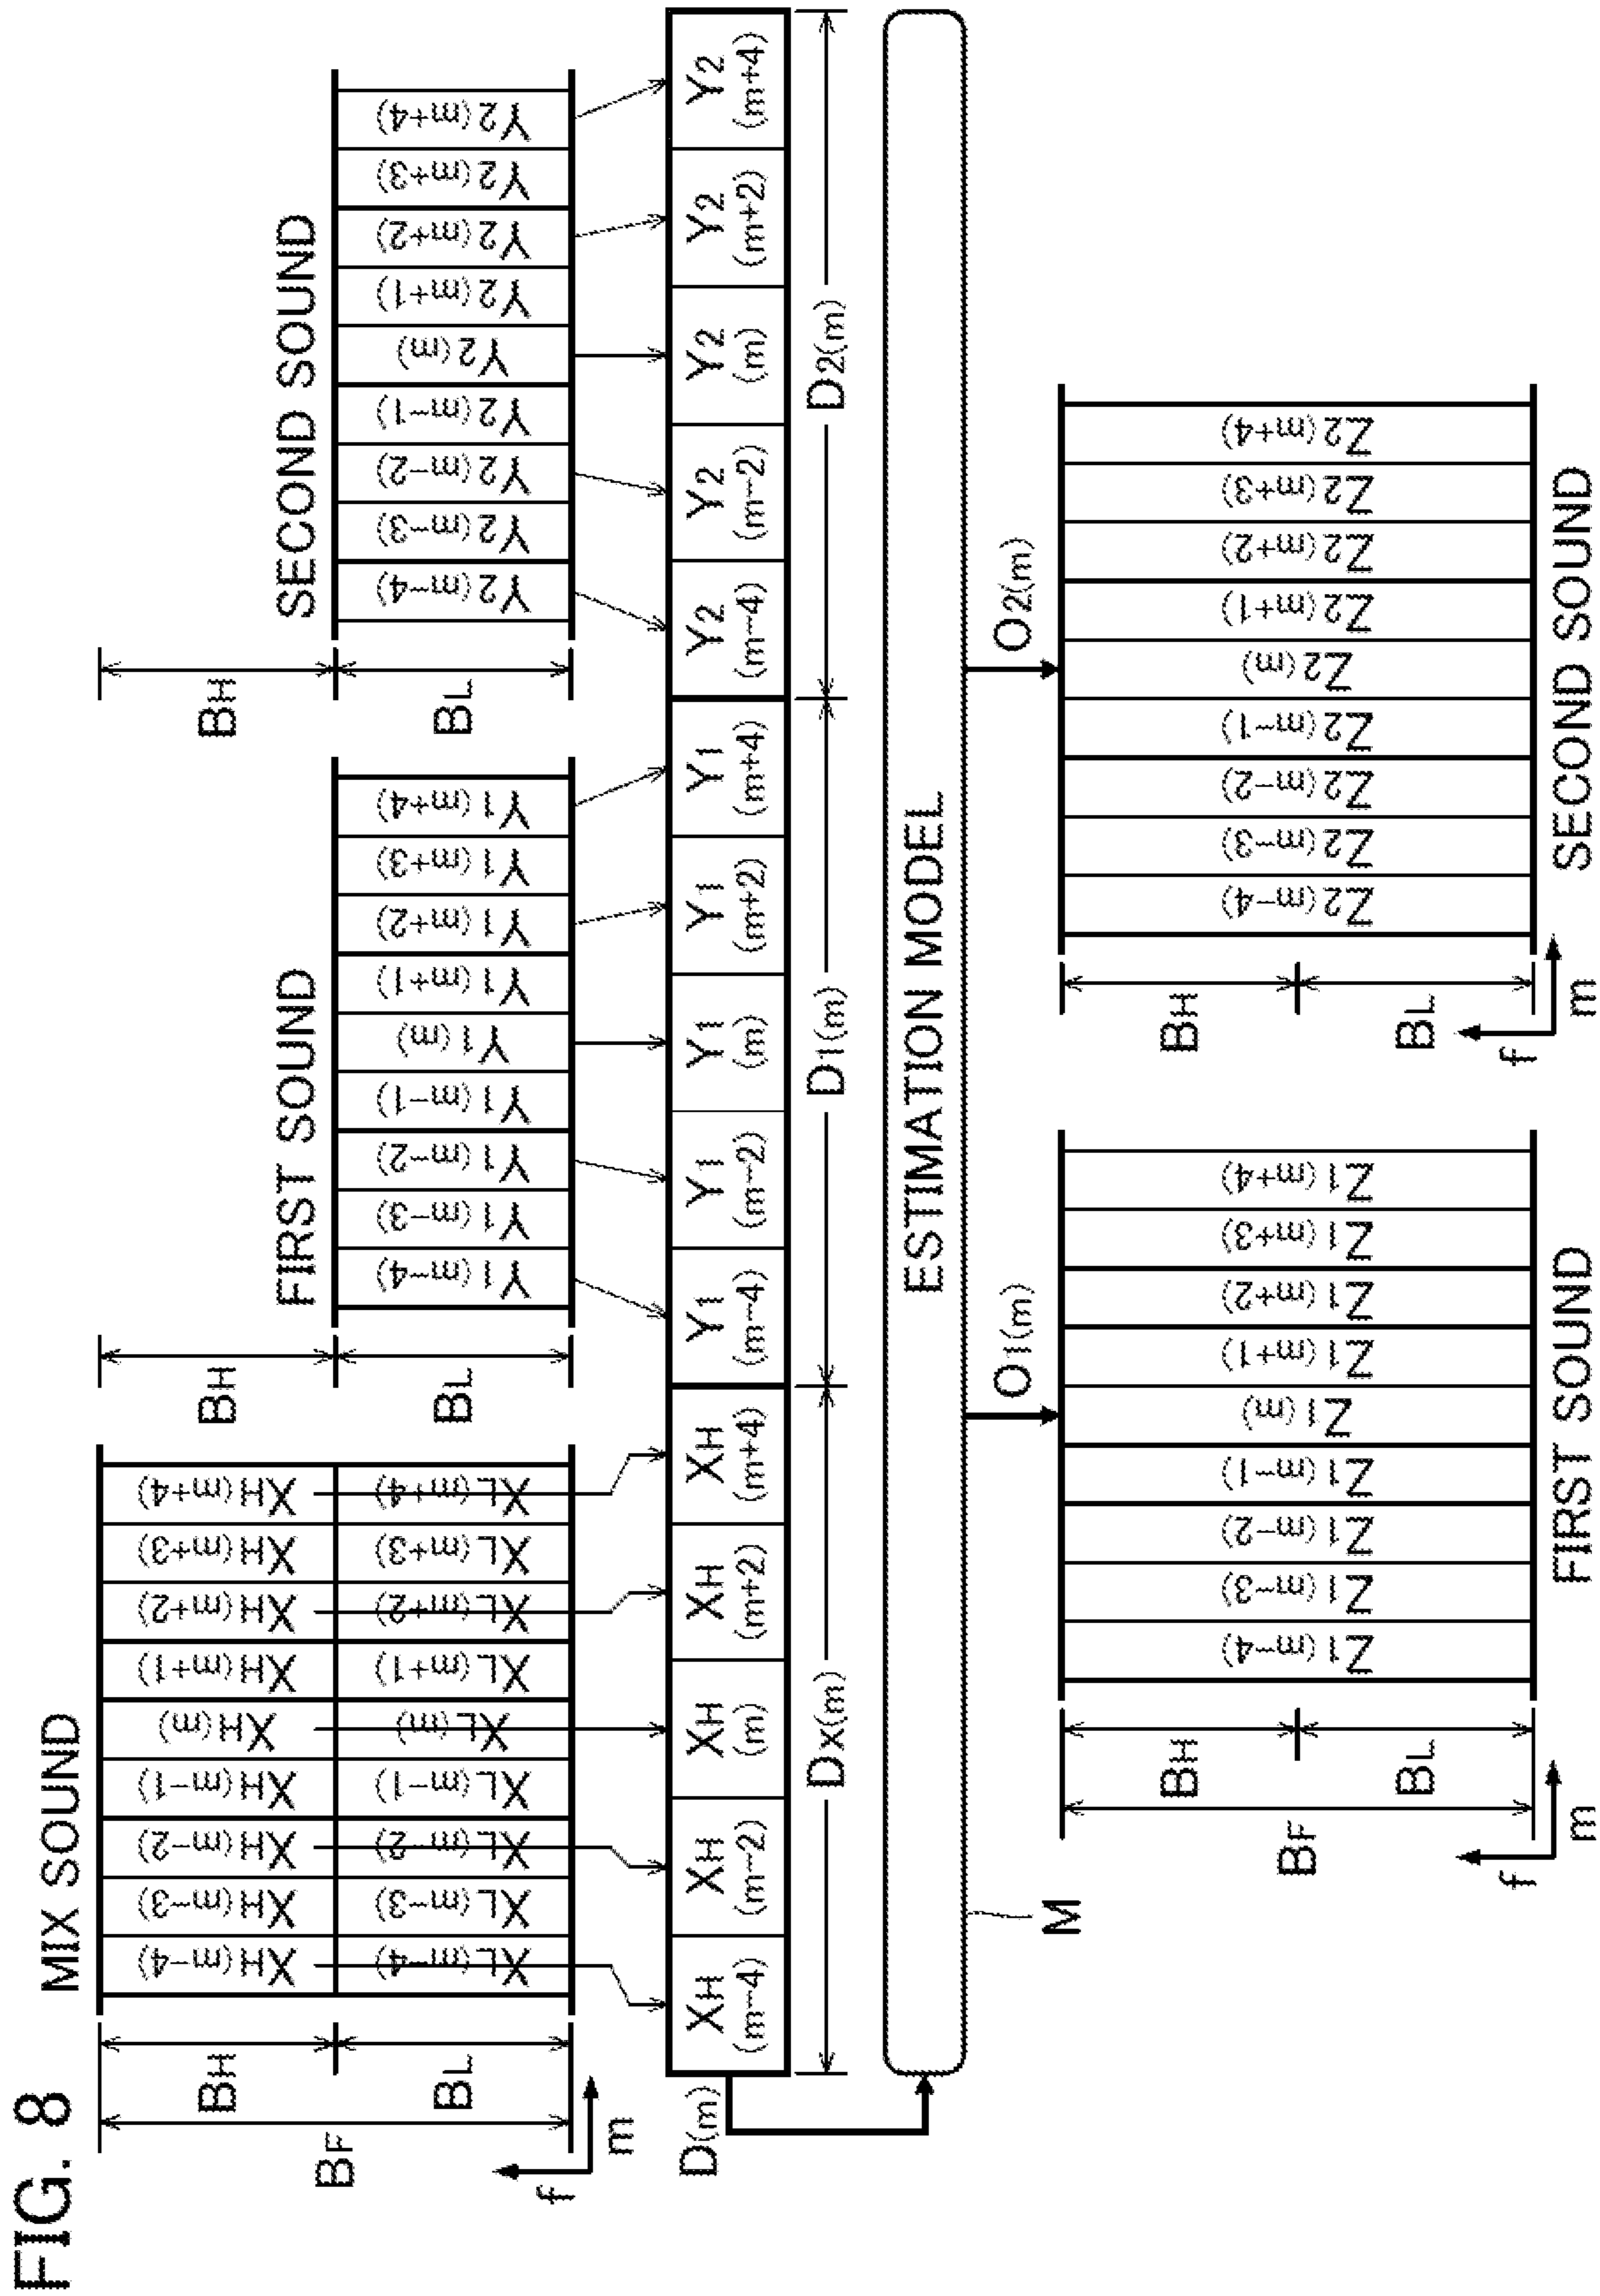 FIG. 8
MIX SOUND
BF
BH
BL
f
m
XH(m-4)
XH(m-3)
XH(m-2)
XH(m-1)
XH(m)
XH(m+1)
XH(m+2)
XH(m+3)
XH(m+4)
XL(m-4)
XL(m-3)
XL(m-2)
XL(m-1)
XL(m)
XL(m+1)
XL(m+2)
XL(m+3)
XL(m+4)
FIRST SOUND
BH
BL
Y1(m-4)
Y1(m-3)
Y1(m-2)
Y1(m-1)
Y1(m)
Y1(m+1)
Y1(m+2)
Y1(m+3)
Y1(m+4)
SECOND SOUND
BH
BL
Y2(m-4)
Y2(m-3)
Y2(m-2)
Y2(m-1)
Y2(m)
Y2(m+1)
Y2(m+2)
Y2(m+3)
Y2(m+4)
D(m)
XH
(m-4)
XH
(m-2)
XH
(m)
XH
(m+2)
XH
(m+4)
Y1
(m-4)
Y1
(m-2)
Y1
(m)
Y1
(m+2)
Y1
(m+4)
Y2
(m-4)
Y2
(m-2)
Y2
(m)
Y2
(m+2)
Y2
(m+4)
DX(m)
D1(m)
D2(m)
ESTIMATION MODEL
M
O1(m)
O2(m)
BF
BH
BL
f
m
Z1(m-4)
Z1(m-3)
Z1(m-2)
Z1(m-1)
Z1(m)
Z1(m+1)
Z1(m+2)
Z1(m+3)
Z1(m+4)
FIRST SOUND
BH
BL
f
m
Z2(m-4)
Z2(m-3)
Z2(m-2)
Z2(m-1)
Z2(m)
Z2(m+1)
Z2(m+2)
Z2(m+3)
Z2(m+4)
SECOND SOUND